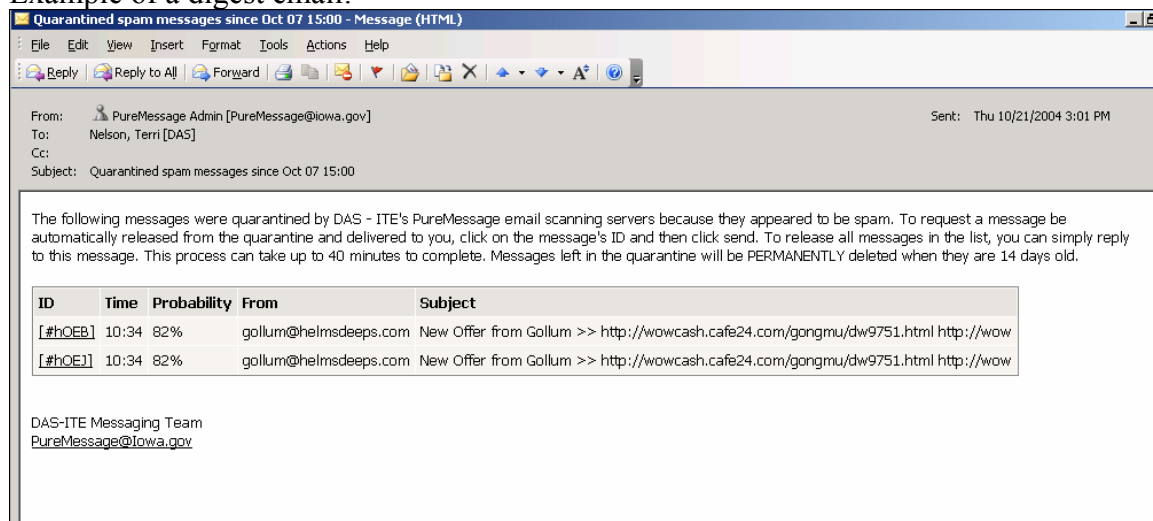 Example of a digest email:
Quarantined spam messages since Oct 07 15:00 - Message (HTML)
File Edit View Insert Format Tools Actions Help
Reply Reply to All Forward
From: PureMessage Admin [PureMessage@iowa.gov] Sent: Thu 10/21/2004 3:01 PM
To: Nelson, Terri [DAS]
Cc:
Subject: Quarantined spam messages since Oct 07 15:00
The following messages were quarantined by DAS - ITE's PureMessage email scanning servers because they appeared to be spam. To request a message be
automatically released from the quarantine and delivered to you, click on the message's ID and then click send. To release all messages in the list, you can simply reply
to this message. This process can take up to 40 minutes to complete. Messages left in the quarantine will be PERMANENTLY deleted when they are 14 days old.
ID Time Probability From Subject
[#hOEB] 10:34 82% gollum@helmsdeeps.com New Offer from Gollum >> http://wowcash.cafe24.com/gongmu/dw9751.html http://wow
[#hOEJ] 10:34 82% gollum@helmsdeeps.com New Offer from Gollum >> http://wowcash.cafe24.com/gongmu/dw9751.html http://wow
DAS-ITE Messaging Team
PureMessage@Iowa.gov